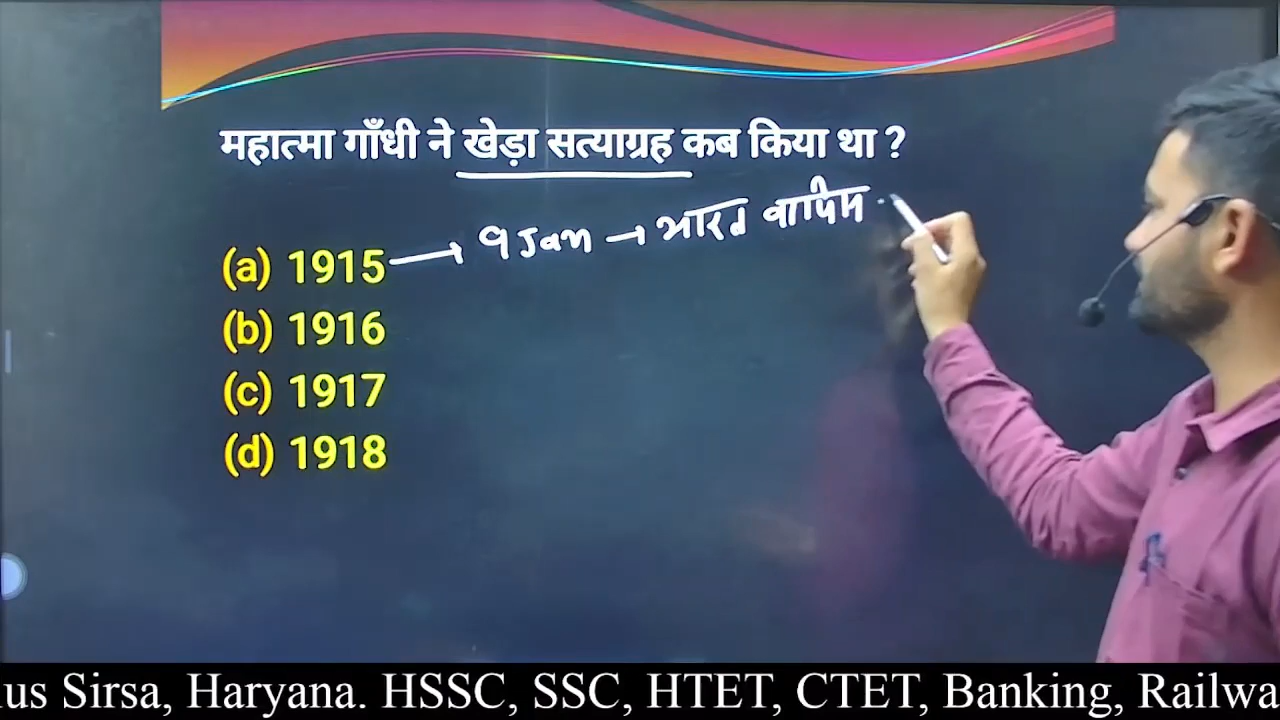 महात्मा गाँधी ने खेड़ा सत्याग्रह कब किया था ?
(a) 1915 → 9 Jan → भारत वापिस
(b) 1916
(c) 1917
(d) 1918
us Sirsa, Haryana. HSSC, SSC, HTET, CTET, Banking, Railwa